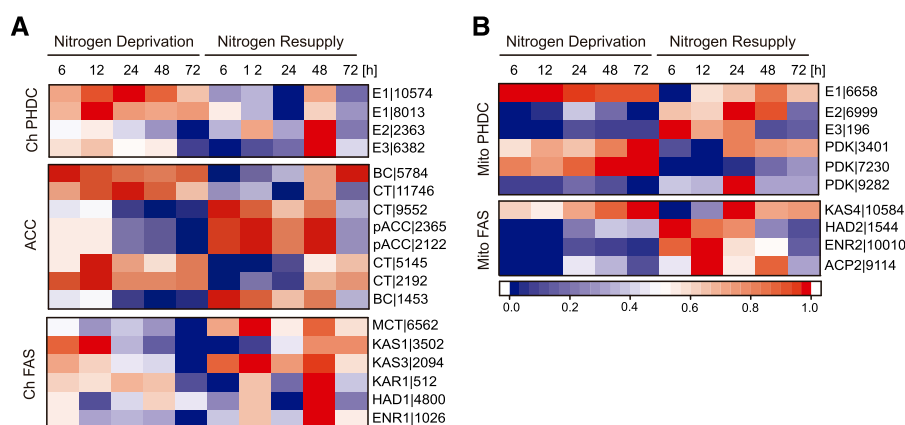 A
Nitrogen Deprivation Nitrogen Resupply
6 12 24 48 72 6 1 2 24 48 72 [h]
Ch PHDC
E1|10574
E1|8013
E2|2363
E3|6382
ACC
BC|5784
CT|11746
CT|9552
pACC|2365
pACC|2122
CT|5145
CT|2192
BC|1453
Ch FAS
MCT|6562
KAS1|3502
KAS3|2094
KAR1|512
HAD1|4800
ENR1|1026
B
Nitrogen Deprivation Nitrogen Resupply
6 12 24 48 72 6 12 24 48 72 [h]
Mito PHDC
E1|6658
E2|6999
E3|196
PDK|3401
PDK|7230
PDK|9282
Mito FAS
KAS4|10584
HAD2|1544
ENR2|10010
ACP2|9114
0.0 0.2 0.4 0.6 0.8 1.0